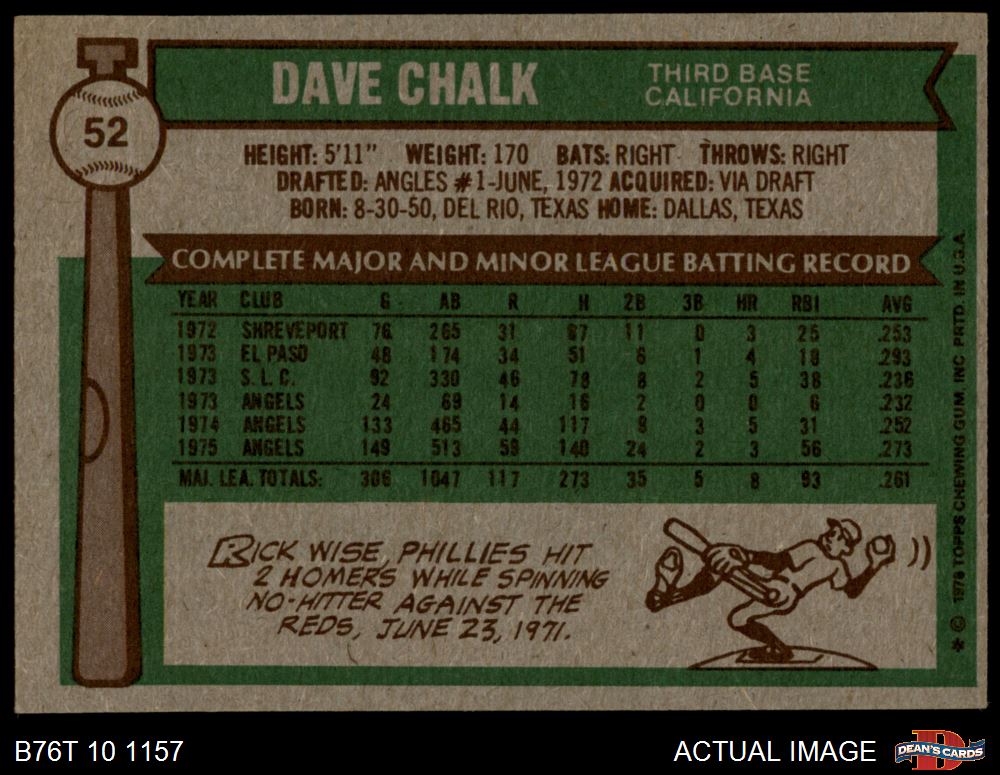 52
DAVE CHALK
THIRD BASE
CALIFORNIA
HEIGHT: 5'11" WEIGHT: 170 BATS: RIGHT THROWS: RIGHT
DRAFTED: ANGLES #1-JUNE, 1972 ACQUIRED: VIA DRAFT
BORN: 8-30-50, DEL RIO, TEXAS HOME: DALLAS, TEXAS
COMPLETE MAJOR AND MINOR LEAGUE BATTING RECORD
YEAR CLUB G AB R H 2B 3B HR RBI AVG
1972 SHREVEPORT 76 265 31 67 11 0 3 25 .253
1973 EL PASO 48 174 34 51 6 1 4 18 .293
1973 S.L.C. 92 330 46 78 8 2 5 38 .236
1973 ANGELS 24 69 14 16 2 0 0 6 .232
1974 ANGELS 133 465 44 117 9 3 5 31 .252
1975 ANGELS 149 513 59 140 24 2 3 56 .273
MAJ. LEA. TOTALS: 306 1047 117 273 35 5 8 93 .261
RICK WISE, PHILLIES HIT
2 HOMERS WHILE SPINNING
NO-HITTER AGAINST THE
REDS, JUNE 23, 1971.
* © 1976 TOPPS CHEWING GUM, INC. PRTD. IN U.S.A.
B76T 10 1157
ACTUAL IMAGE
D
DEAN'S CARDS